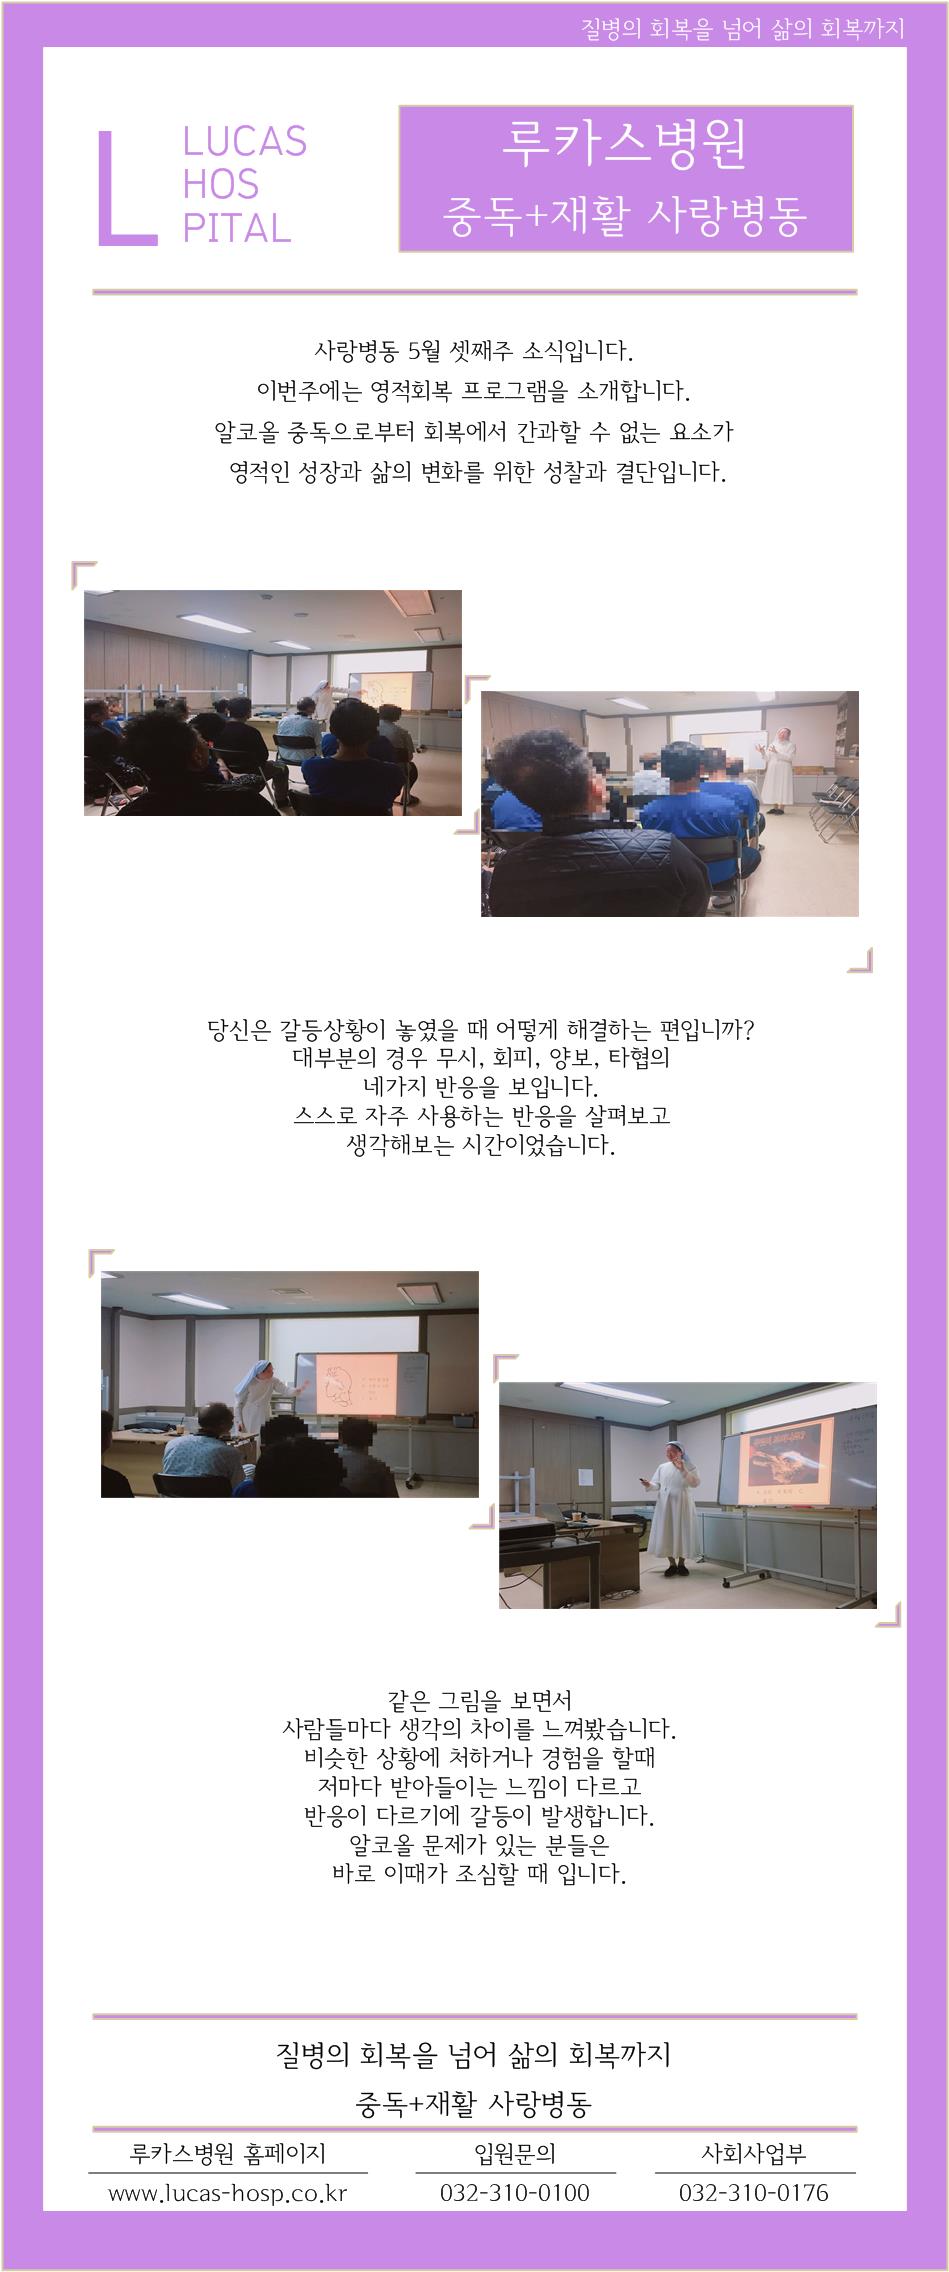 질병의 회복을 넘어 삶의 회복까지
L
LUCAS
HOS
PITAL
루카스병원
중독+재활 사랑병동
사랑병동 5월 셋째주 소식입니다.
이번주에는 영적회복 프로그램을 소개합니다.
알코올 중독으로부터 회복에서 간과할 수 없는 요소가
영적인 성장과 삶의 변화를 위한 성찰과 결단입니다.
당신은 갈등상황이 놓였을 때 어떻게 해결하는 편입니까?
대부분의 경우 무시, 회피, 양보, 타협의
네가지 반응을 보입니다.
스스로 자주 사용하는 반응을 살펴보고
생각해보는 시간이었습니다.
같은 그림을 보면서
사람들마다 생각의 차이를 느껴봤습니다.
비슷한 상황에 처하거나 경험을 할때
저마다 받아들이는 느낌이 다르고
반응이 다르기에 갈등이 발생합니다.
알코올 문제가 있는 분들은
바로 이때가 조심할 때 입니다.
질병의 회복을 넘어 삶의 회복까지
중독+재활 사랑병동
루카스병원 홈페이지
www.lucas-hosp.co.kr
입원문의
032-310-0100
사회사업부
032-310-0176